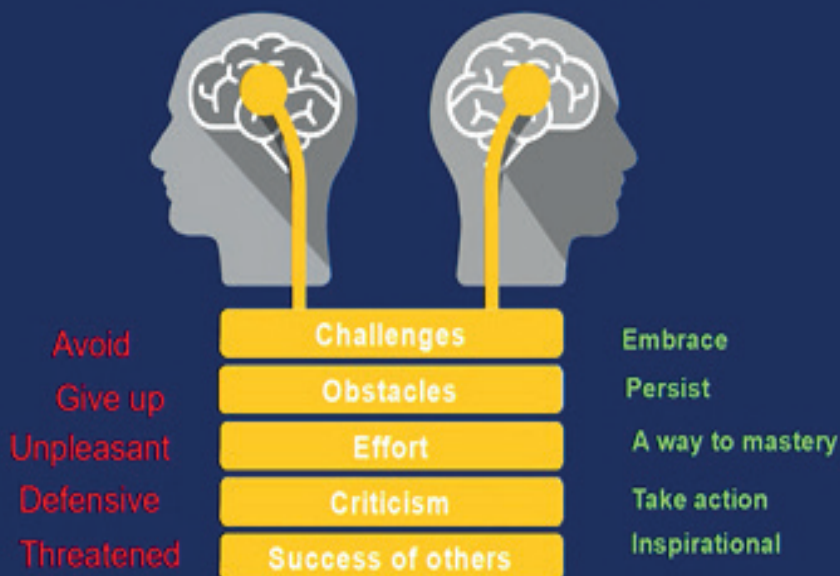 Avoid Challenges Embrace
Give up Obstacles Persist
Unpleasant Effort A way to mastery
Defensive Criticism Take action
Threatened Success of others Inspirational